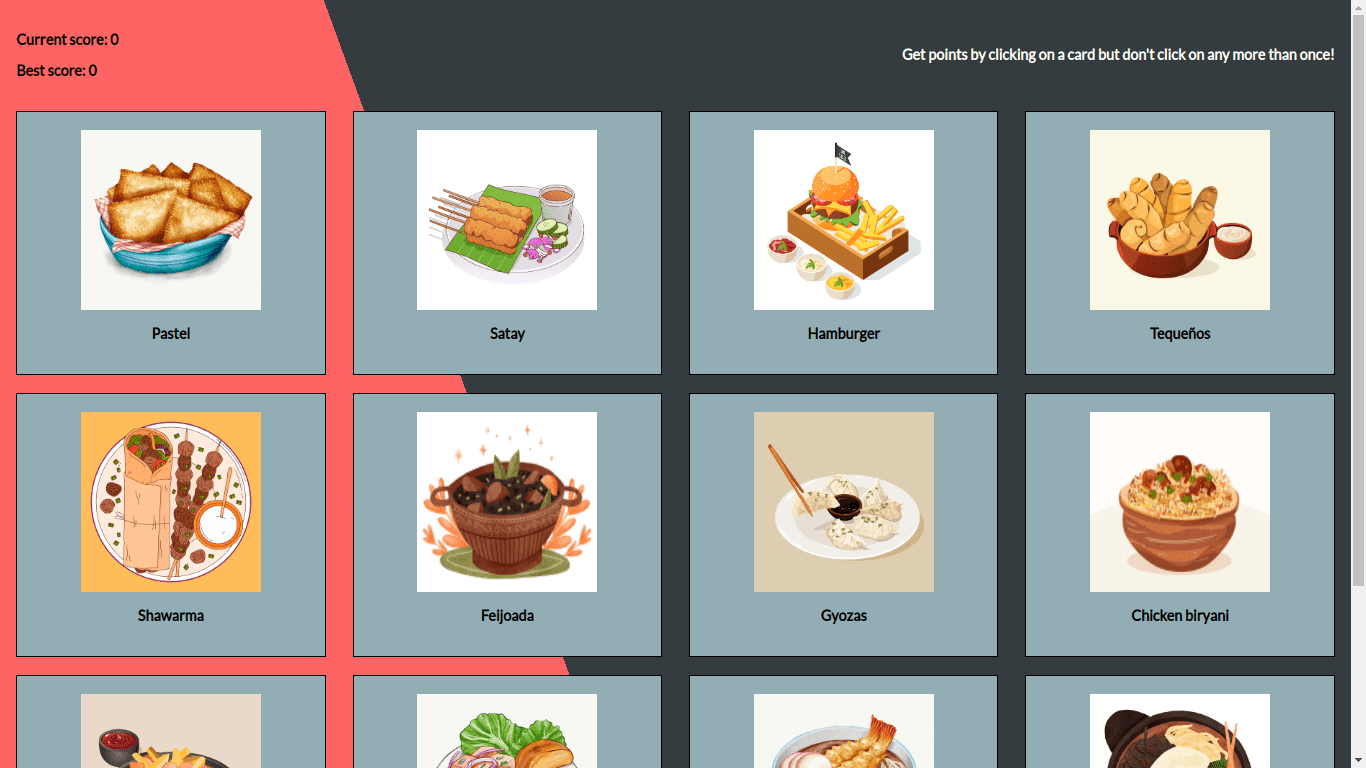 Current score: 0
Best score: 0
Get points by clicking on a card but don't click on any more than once!
Pastel
Satay
Hamburger
Tequeños
Shawarma
Feijoada
Gyozas
Chicken biryani